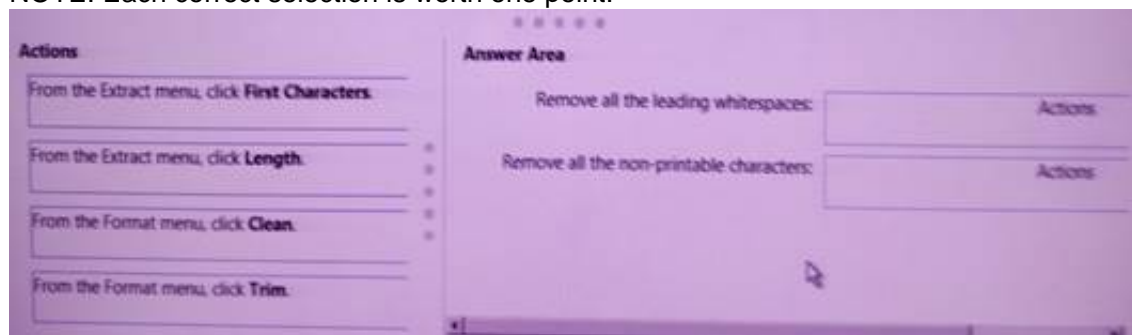 NOTE: Each correct selection is worth one point.
Actions
From the Extract menu, click First Characters.
From the Extract menu, click Length.
From the Format menu, click Clean.
From the Format menu, click Trim.
Answer Area
Remove all the leading whitespaces: Actions
Remove all the non-printable characters: Actions